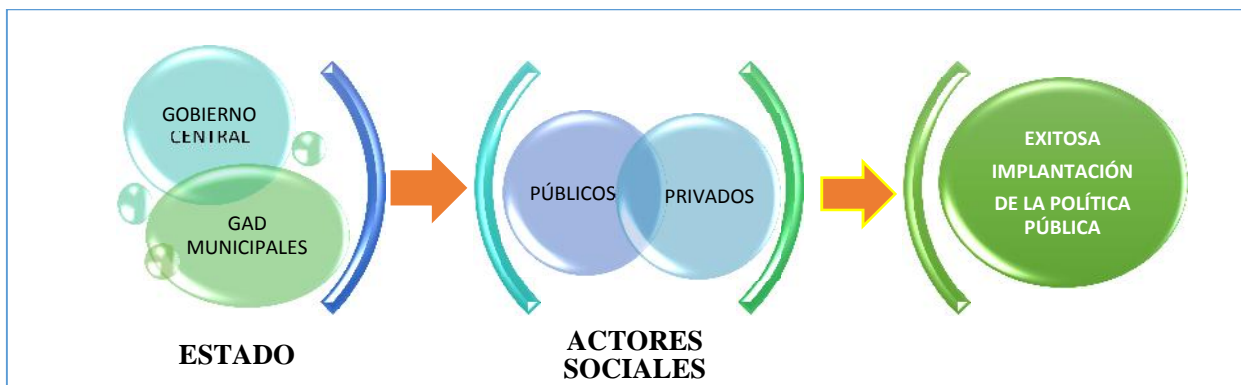 GOBIERNO
CENTRAL
GAD
MUNICIPALES
ESTADO
PÚBLICOS
PRIVADOS
ACTORES
SOCIALES
EXITOSA
IMPLANTACIÓN
DE LA POLÍTICA
PÚBLICA